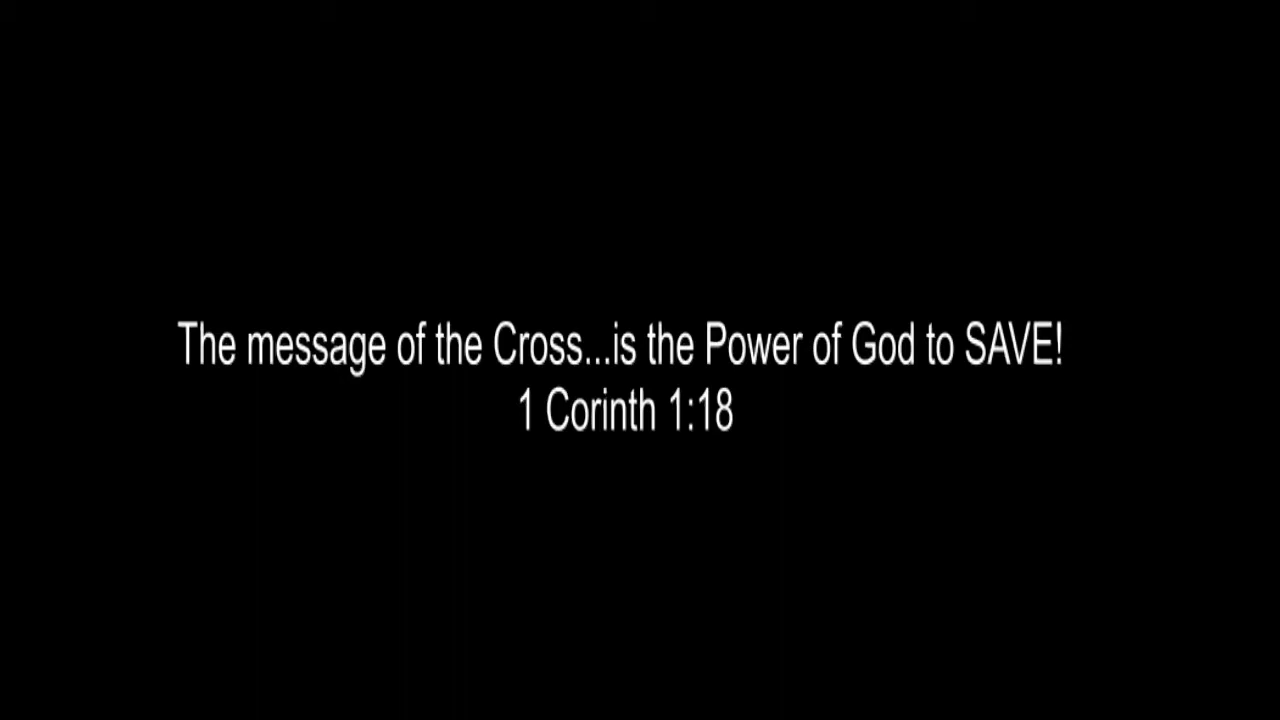 The message of the Cross...is the Power of God to SAVE!
1 Corinth 1:18